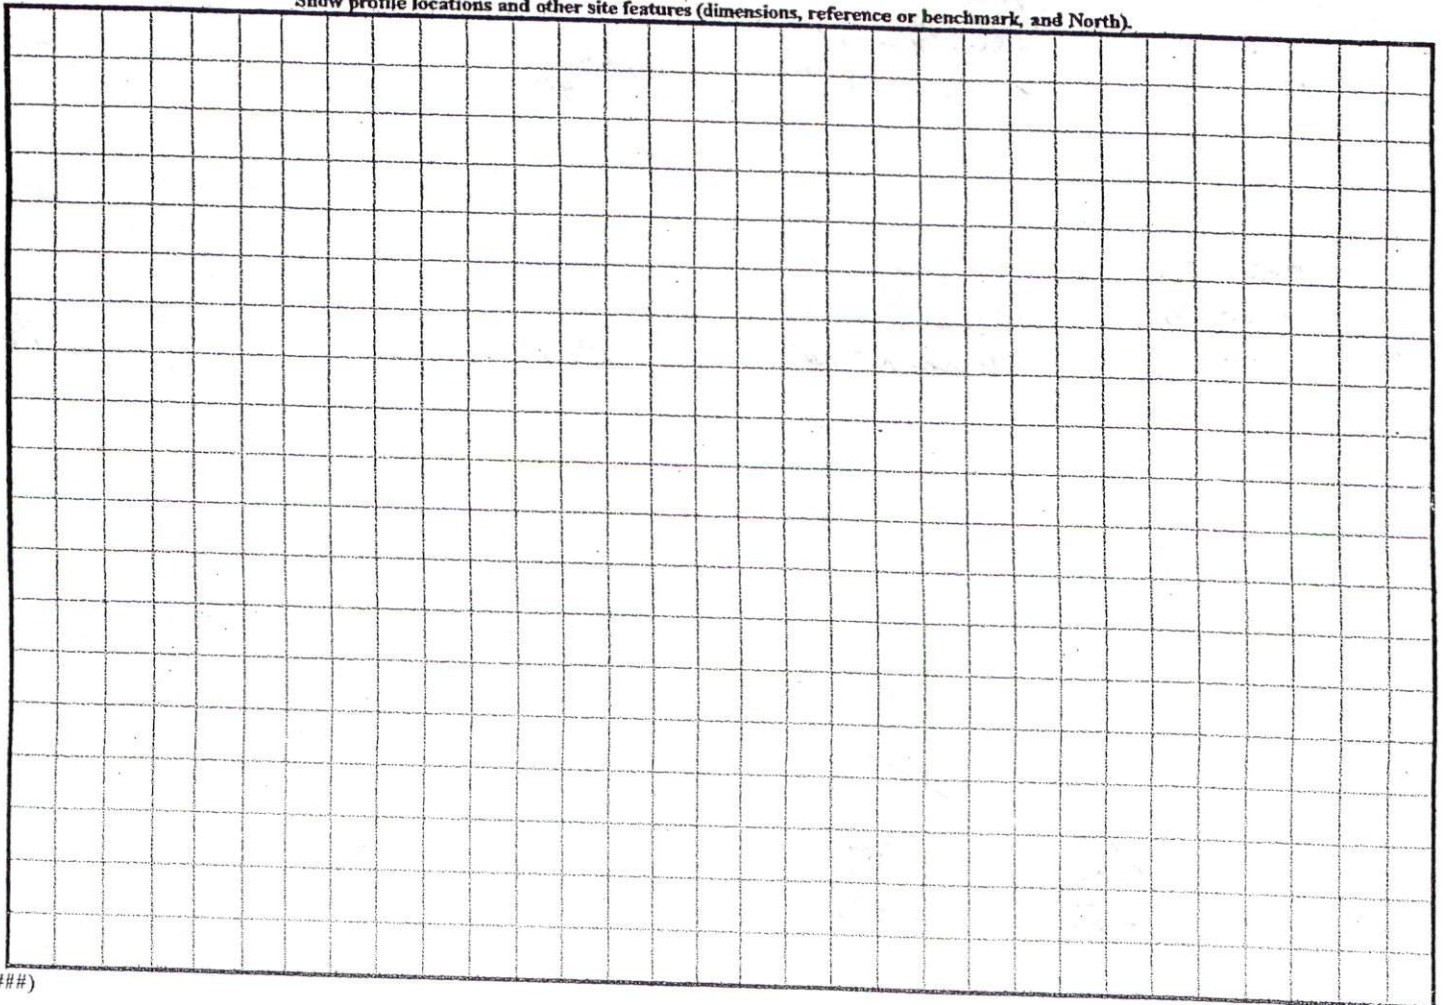 Show profile locations and other site features (dimensions, reference or benchmark, and North).
##)